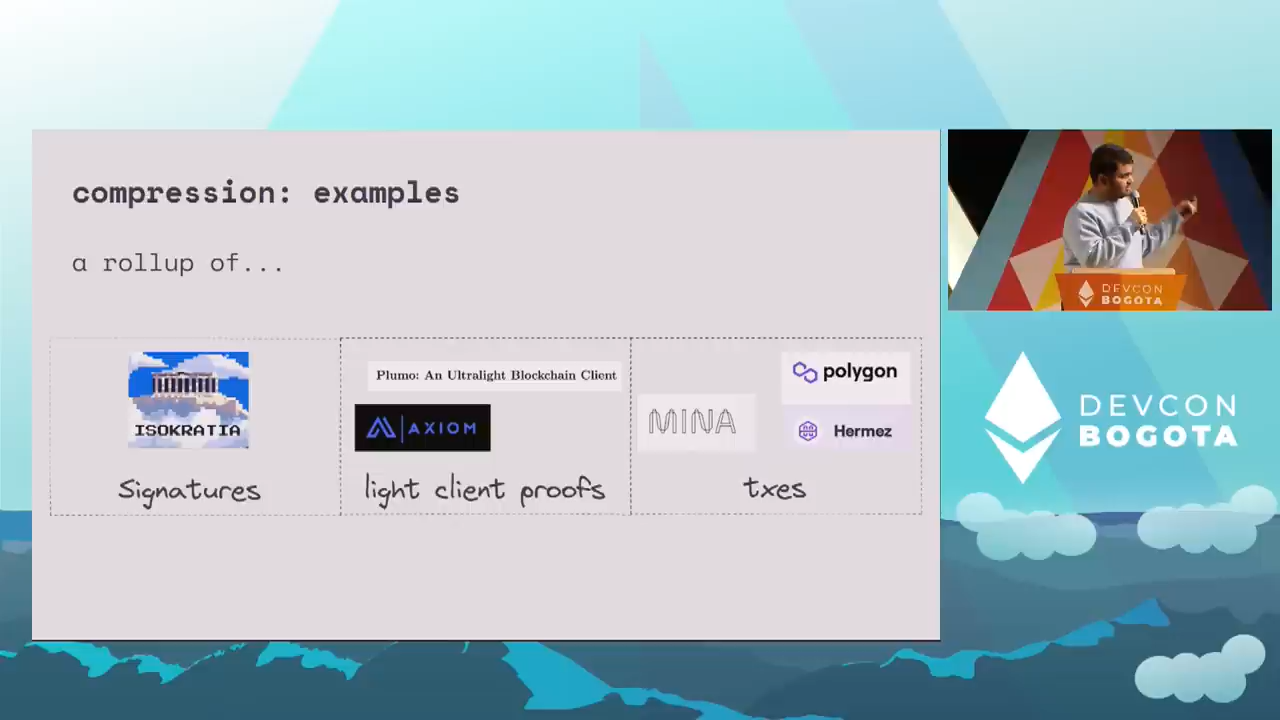 compression: examples
a rollup of...
ISOKRATIA
Signatures
Plumo: An Ultralight Blockchain Client
AXIOM
light client proofs
MINA
polygon
Hermez
txes
DEVCON
BOGOTA
DEVCON
BOGOTA